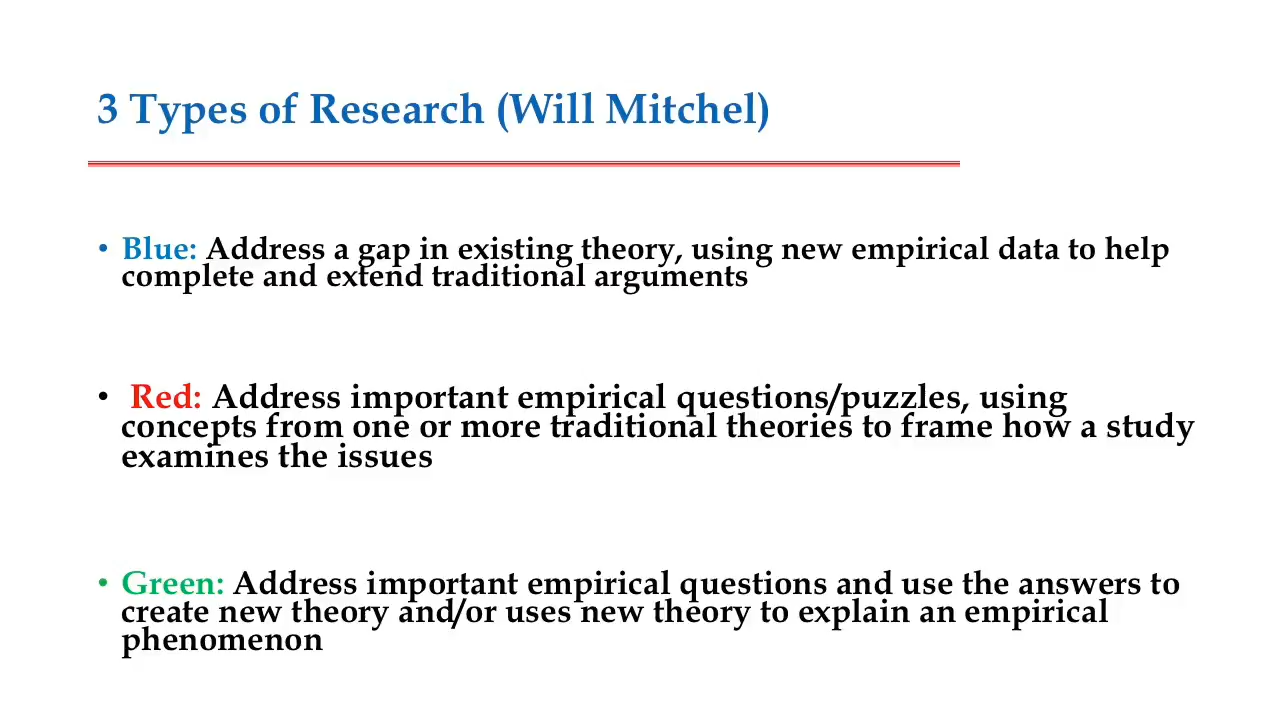 3 Types of Research (Will Mitchel)
• Blue: Address a gap in existing theory, using new empirical data to help
complete and extend traditional arguments
• Red: Address important empirical questions/puzzles, using
concepts from one or more traditional theories to frame how a study
examines the issues
• Green: Address important empirical questions and use the answers to
create new theory and/or uses new theory to explain an empirical
phenomenon